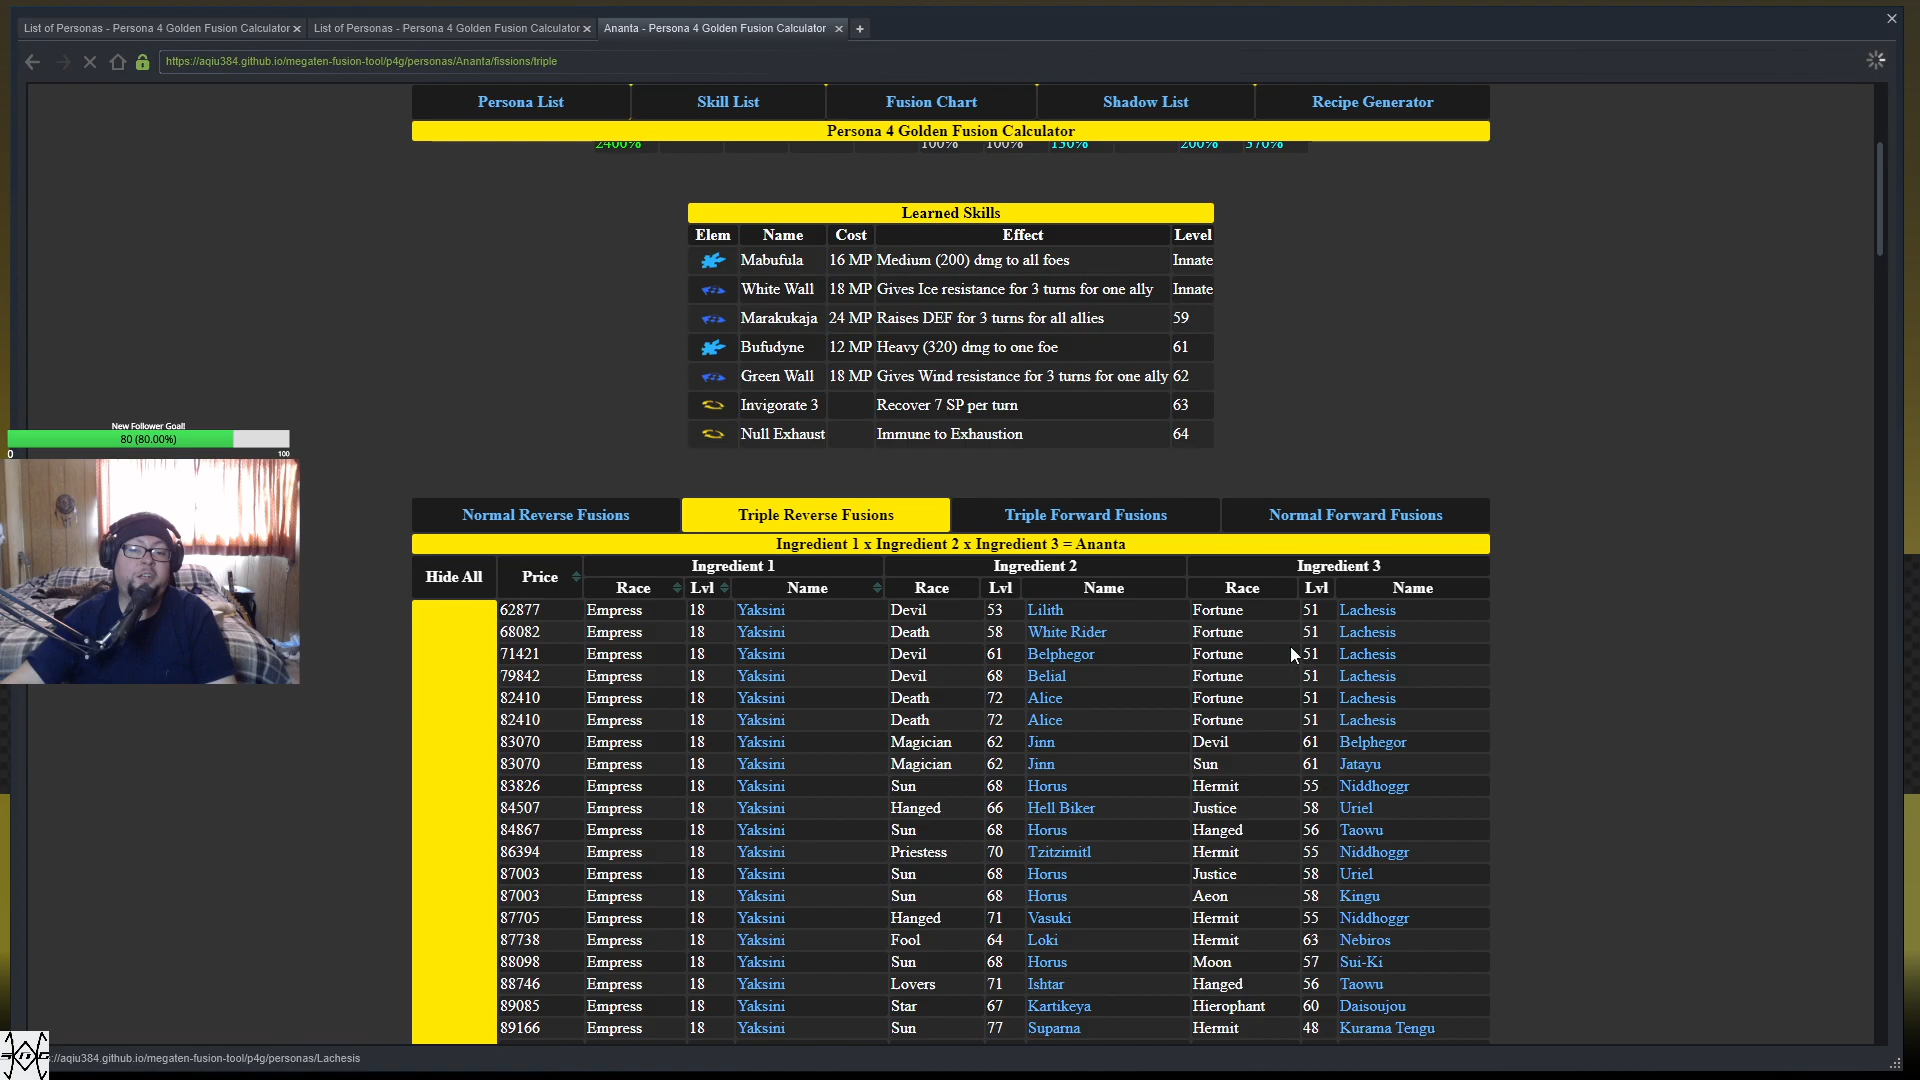 List of Personas - Persona 4 Golden Fusion Calculator × List of Personas - Persona 4 Golden Fusion Calculator × Ananta - Persona 4 Golden Fusion Calculator × +
https://aqiu384.github.io/megaten-fusion-tool/p4g/personas/Ananta/fissions/triple
Persona List Skill List Fusion Chart Shadow List Recipe Generator
Persona 4 Golden Fusion Calculator
2400% 100% 100% 150% 200% 370%
Learned Skills
Elem Name Cost Effect Level
Mabufula 16 MP Medium (200) dmg to all foes Innate
White Wall 18 MP Gives Ice resistance for 3 turns for one ally Innate
Marakukaja 24 MP Raises DEF for 3 turns for all allies 59
Bufudyne 12 MP Heavy (320) dmg to one foe 61
Green Wall 18 MP Gives Wind resistance for 3 turns for one ally 62
Invigorate 3 Recover 7 SP per turn 63
Null Exhaust Immune to Exhaustion 64
New Follower Goal!
80 (80.00%)
0 100
Normal Reverse Fusions Triple Reverse Fusions Triple Forward Fusions Normal Forward Fusions
Ingredient 1 x Ingredient 2 x Ingredient 3 = Ananta
Hide All Price Ingredient 1 Ingredient 2 Ingredient 3
Race Lvl Name Race Lvl Name Race Lvl Name
62877 Empress 18 Yaksini Devil 53 Lilith Fortune 51 Lachesis
68082 Empress 18 Yaksini Death 58 White Rider Fortune 51 Lachesis
71421 Empress 18 Yaksini Devil 61 Belphegor Fortune 51 Lachesis
79842 Empress 18 Yaksini Devil 68 Belial Fortune 51 Lachesis
82410 Empress 18 Yaksini Death 72 Alice Fortune 51 Lachesis
82410 Empress 18 Yaksini Death 72 Alice Fortune 51 Lachesis
83070 Empress 18 Yaksini Magician 62 Jinn Devil 61 Belphegor
83070 Empress 18 Yaksini Magician 62 Jinn Sun 61 Jatayu
83826 Empress 18 Yaksini Sun 68 Horus Hermit 55 Niddhoggr
84507 Empress 18 Yaksini Hanged 66 Hell Biker Justice 58 Uriel
84867 Empress 18 Yaksini Sun 68 Horus Hanged 56 Taowu
86394 Empress 18 Yaksini Priestess 70 Tzitzimitl Hermit 55 Niddhoggr
87003 Empress 18 Yaksini Sun 68 Horus Justice 58 Uriel
87003 Empress 18 Yaksini Sun 68 Horus Aeon 58 Kingu
87705 Empress 18 Yaksini Hanged 71 Vasuki Hermit 55 Niddhoggr
87738 Empress 18 Yaksini Fool 64 Loki Hermit 63 Nebiros
88098 Empress 18 Yaksini Sun 68 Horus Moon 57 Sui-Ki
88746 Empress 18 Yaksini Lovers 71 Ishtar Hanged 56 Taowu
89085 Empress 18 Yaksini Star 67 Kartikeya Hierophant 60 Daisoujou
89166 Empress 18 Yaksini Sun 77 Suparna Hermit 48 Kurama Tengu
://aqiu384.github.io/megaten-fusion-tool/p4g/personas/Lachesis